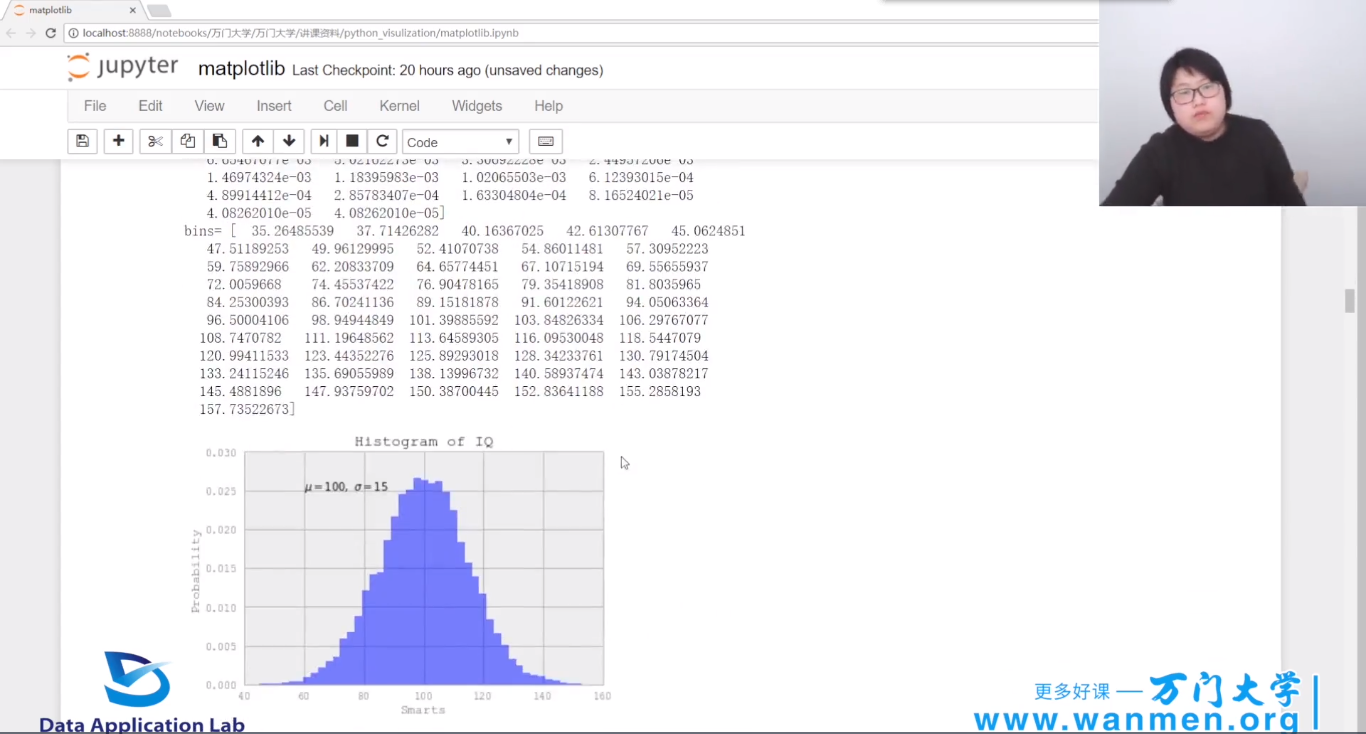 matplotlib
localhost:8888/notebooks/万门大学/万门大学/讲课资料/python_visulization/matplotlib.ipynb
jupyter matplotlib Last Checkpoint: 20 hours ago (unsaved changes)
File Edit View Insert Cell Kernel Widgets Help
Code
1.46974324e-03 1.18395983e-03 1.02065503e-03 6.12393015e-04
4.89914412e-04 2.85783407e-04 1.63304804e-04 8.16524021e-05
4.08262010e-05 4.08262010e-05]
bins= [ 35.26485539 37.71426282 40.16367025 42.61307767 45.0624851
47.51189253 49.96129995 52.41070738 54.86011481 57.30952223
59.75892966 62.20833709 64.65774451 67.10715194 69.55655937
72.0059668 74.45537422 76.90478165 79.35418908 81.8035965
84.25300393 86.70241136 89.15181878 91.60122621 94.05063364
96.50004106 98.94944849 101.39885592 103.84826334 106.29767077
108.7470782 111.19648562 113.64589305 116.09530048 118.5447079
120.99411533 123.44352276 125.89293018 128.34233761 130.79174504
133.24115246 135.69055989 138.13996732 140.58937474 143.03878217
145.4881896 147.93759702 150.38700445 152.83641188 155.2858193
157.73522673]
Histogram of IQ
0.030
0.025
0.020
0.015
0.010
0.005
0.000
Probability
μ=100, σ=15
40 60 80 100 120 140 160
Smarts
Data Application Lab
更多好课 — 万门大学
www.wanmen.org